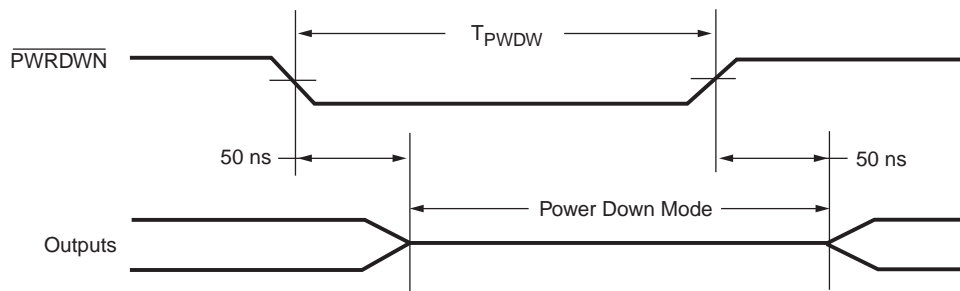 TPWDW
PWRDWN
50 ns
50 ns
Power Down Mode
Outputs